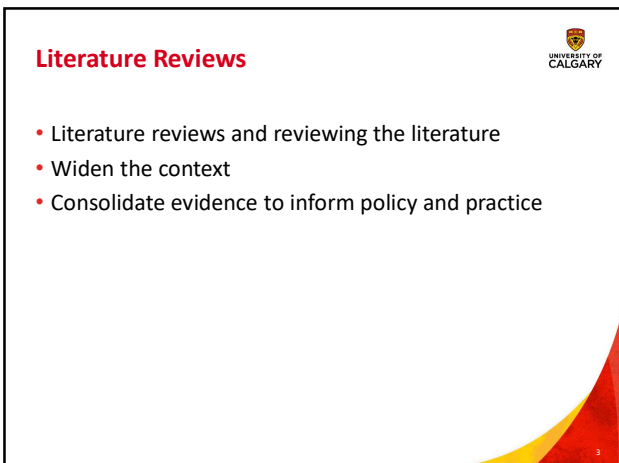 Literature Reviews
UNIVERSITY OF
CALGARY
• Literature reviews and reviewing the literature
• Widen the context
• Consolidate evidence to inform policy and practice
3